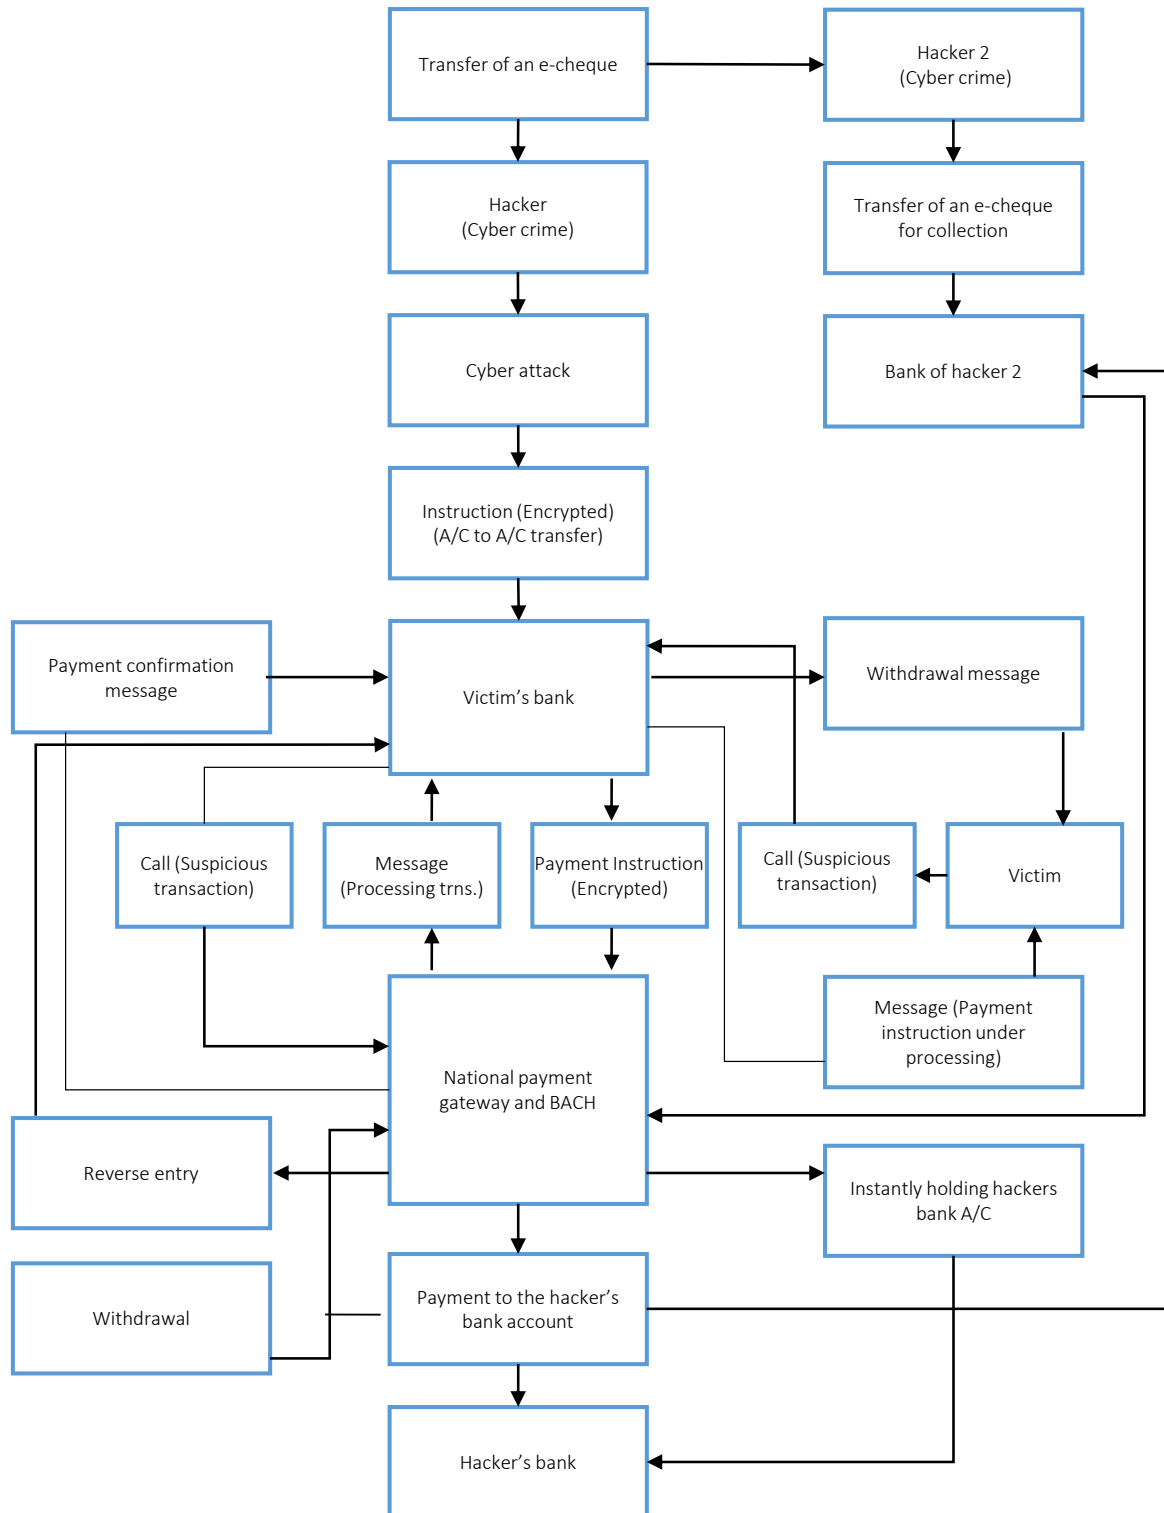 Transfer of an e-cheque
Hacker 2
(Cyber crime)
Hacker
(Cyber crime)
Transfer of an e-cheque
for collection
Cyber attack
Bank of hacker 2
Instruction (Encrypted)
(A/C to A/C transfer)
Payment confirmation
message
Victim’s bank
Withdrawal message
Call (Suspicious
transaction)
Message
(Processing trns.)
Payment Instruction
(Encrypted)
Call (Suspicious
transaction)
Victim
Message (Payment
instruction under
processing)
National payment
gateway and BACH
Reverse entry
Instantly holding hackers
bank A/C
Withdrawal
Payment to the hacker’s
bank account
Hacker’s bank